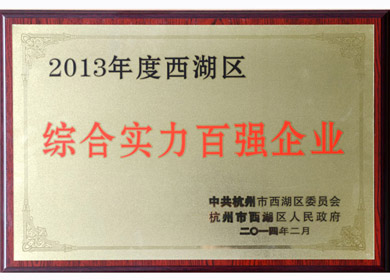 2013年度西湖区
综合实力百强企业
中共杭州市西湖区委员会
杭州市西湖区人民政府
二〇一四年二月